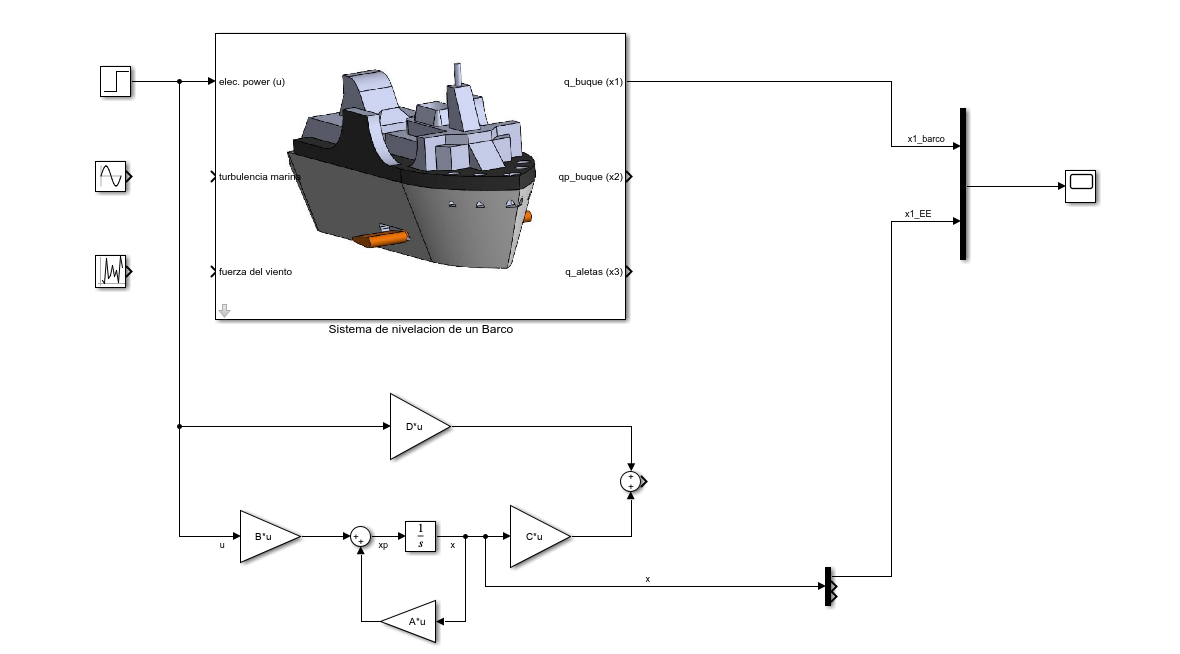 elec. power (u)
q_buque (x1)
x1_barco
turbulencia marina
qp_buque (x2)
x1_EE
fuerza del viento
q_aletas (x3)
Sistema de nivelacion de un Barco
D*u
+
+
u
B*u
+
+
xp
1
s
x
C*u
x
A*u